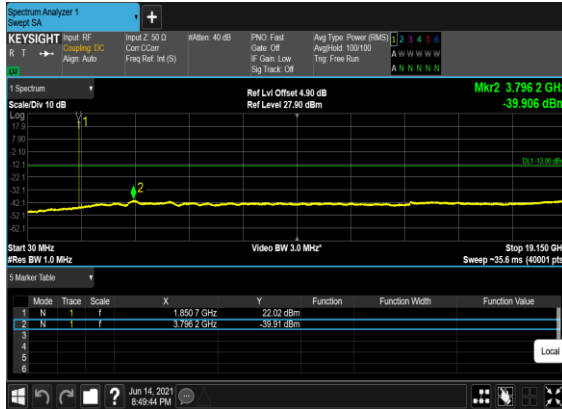 Spectrum Analyzer 1
Swept SA
+
KEYSIGHT Input: RF Input Z: 50 Ω #Atten: 40 dB PNO: Fast Avg Type: Power (RMS) 1 2 3 4 5 6
R T Coupling: DC Corr CCorr Gate: Off Avg|Hold: 100/100 A W W W W W
Align: Auto Freq Ref: Int (S) IF Gain: Low Trig: Free Run
Sig Track: Off A N N N N N
LU
1 Spectrum Ref Lvl Offset 4.90 dB Mkr2 3.796 2 GHz
Scale/Div 10 dB Ref Level 27.90 dBm -39.906 dBm
Log
17.9
1
7.90
-2.10
-12.1
DL1 -13.00 dBm
-22.1
-32.1
2
-42.1
-52.1
-62.1
Start 30 MHz Video BW 3.0 MHz* Stop 19.150 GHz
#Res BW 1.0 MHz Sweep ~35.6 ms (40001 pts)
5 Marker Table
Mode Trace Scale X Y Function Function Width Function Value
1 N 1 f 1.850 7 GHz 22.02 dBm
2 N 1 f 3.796 2 GHz -39.91 dBm
3
4
5
6
Local
? Jun 14, 2021
8:49:44 PM